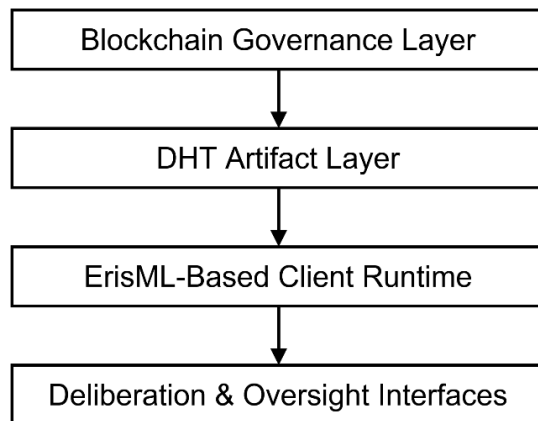 Blockchain Governance Layer
DHT Artifact Layer
ErisML-Based Client Runtime
Deliberation & Oversight Interfaces